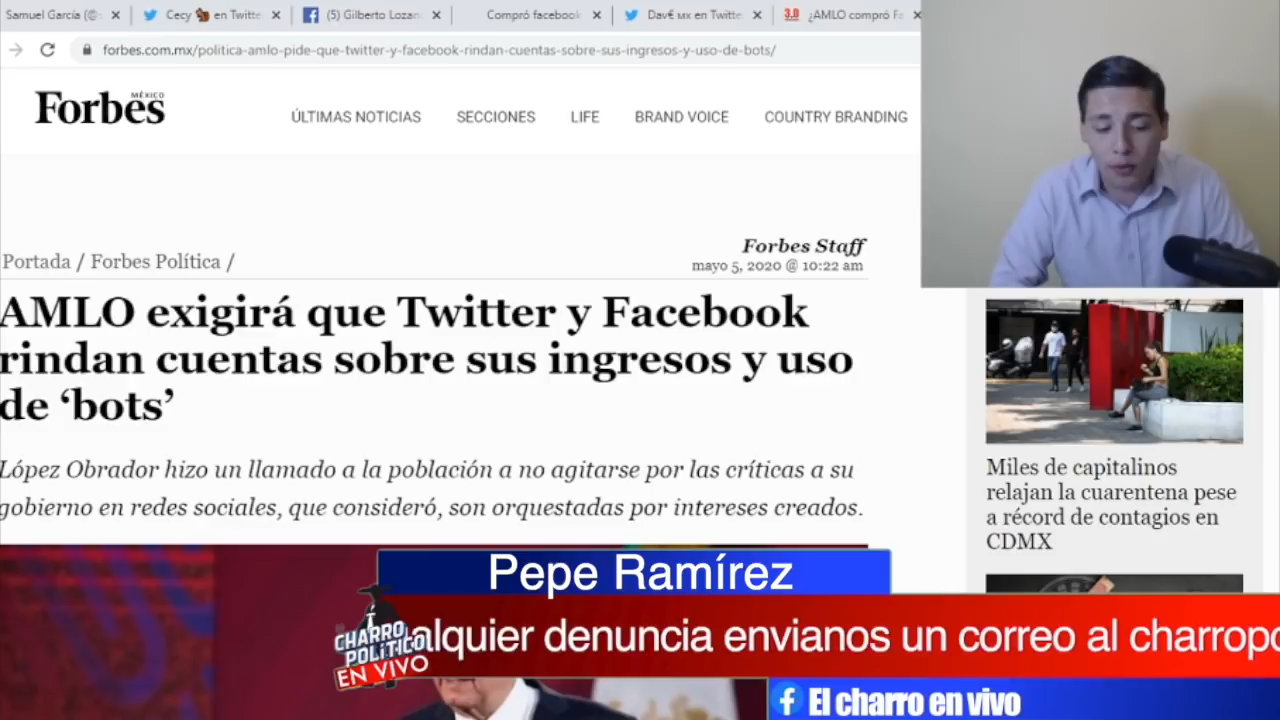 Samuel García (@
Cecy 🐿 en Twitte
(5) Gilberto Lozan
Compró facebook
Dav€ мx en Twitte
3.0 ¿AMLO compró Fa
forbes.com.mx/politica-amlo-pide-que-twitter-y-facebook-rindan-cuentas-sobre-sus-ingresos-y-uso-de-bots/
Forbes
MÉXICO
ÚLTIMAS NOTICIAS
SECCIONES
LIFE
BRAND VOICE
COUNTRY BRANDING
Portada / Forbes Política /
Forbes Staff
mayo 5, 2020 @ 10:22 am
AMLO exigirá que Twitter y Facebook
rindan cuentas sobre sus ingresos y uso
de ‘bots’
López Obrador hizo un llamado a la población a no agitarse por las críticas a su
gobierno en redes sociales, que consideró, son orquestadas por intereses creados.
Miles de capitalinos
relajan la cuarentena pese
a récord de contagios en
CDMX
Pepe Ramírez
alquier denuncia envianos un correo al charropo
CHARRO
POLÍTICO
EN VIVO
El charro en vivo